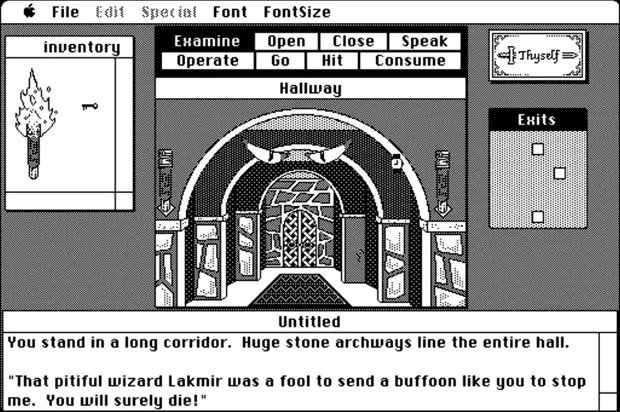 File Edit Special Font FontSize
inventory
Examine Open Close Speak
Operate Go Hit Consume
Hallway
Thyself
Exits
Untitled
You stand in a long corridor. Huge stone archways line the entire hall.
"That pitiful wizard Lakmir was a fool to send a buffoon like you to stop
me. You will surely die!"